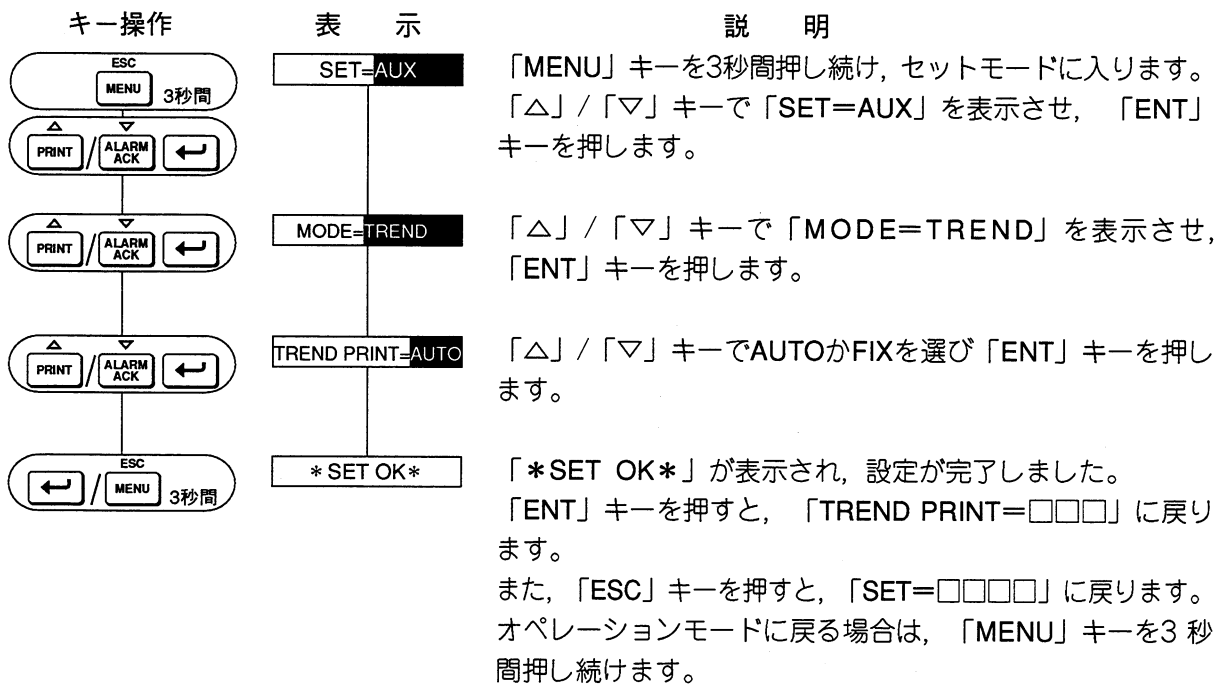 キー操作 表 示 説 明
ESC
MENU 3秒間
SET=AUX
「MENU」キーを3秒間押し続け，セットモードに入ります。
「△」/「▽」キーで「SET＝AUX」を表示させ，「ENT」
キーを押します。
△ ▽
PRINT / ALARM ACK ↵
△ ▽
PRINT / ALARM ACK ↵
MODE=TREND
「△」/「▽」キーで「MODE＝TREND」を表示させ，
「ENT」キーを押します。
△ ▽
PRINT / ALARM ACK ↵
TREND PRINT=AUTO
「△」/「▽」キーでAUTOかFIXを選び「ENT」キーを押し
ます。
ESC
↵ / MENU 3秒間
＊SET OK＊
「＊SET OK＊」が表示され，設定が完了しました。
「ENT」キーを押すと，「TREND PRINT＝□□□」に戻り
ます。
また，「ESC」キーを押すと，「SET＝□□□□」に戻ります。
オペレーションモードに戻る場合は，「MENU」キーを3 秒
間押し続けます。